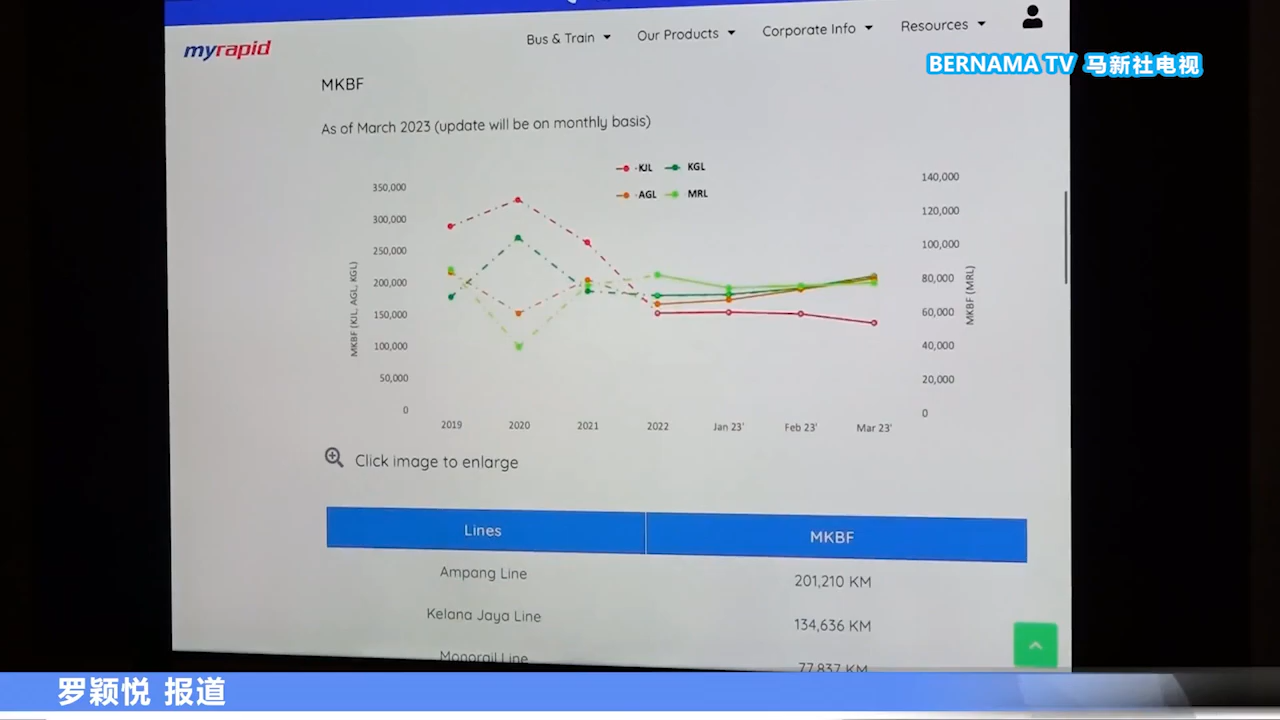 myrapid
Bus & Train
Our Products
Corporate Info
Resources
BERNAMA TV 马新社电视
MKBF
As of March 2023 (update will be on monthly basis)
KJL
KGL
AGL
MRL
350,000
300,000
250,000
200,000
150,000
100,000
50,000
0
MKBF (KJL, AGL, KGL)
140,000
120,000
100,000
80,000
60,000
40,000
20,000
0
MKBF (MRL)
2019
2020
2021
2022
Jan 23'
Feb 23'
Mar 23'
Click image to enlarge
Lines
MKBF
Ampang Line
201,210 KM
Kelana Jaya Line
134,636 KM
Monorail Line
77,837 KM
罗颖悦 报道